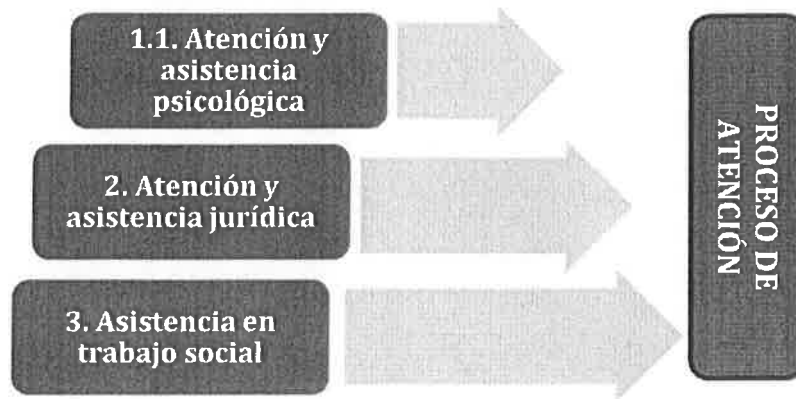 1.1. Atención y
asistencia
psicológica
2. Atención y
asistencia jurídica
3. Asistencia en
trabajo social
PROCESO DE
ATENCIÓN